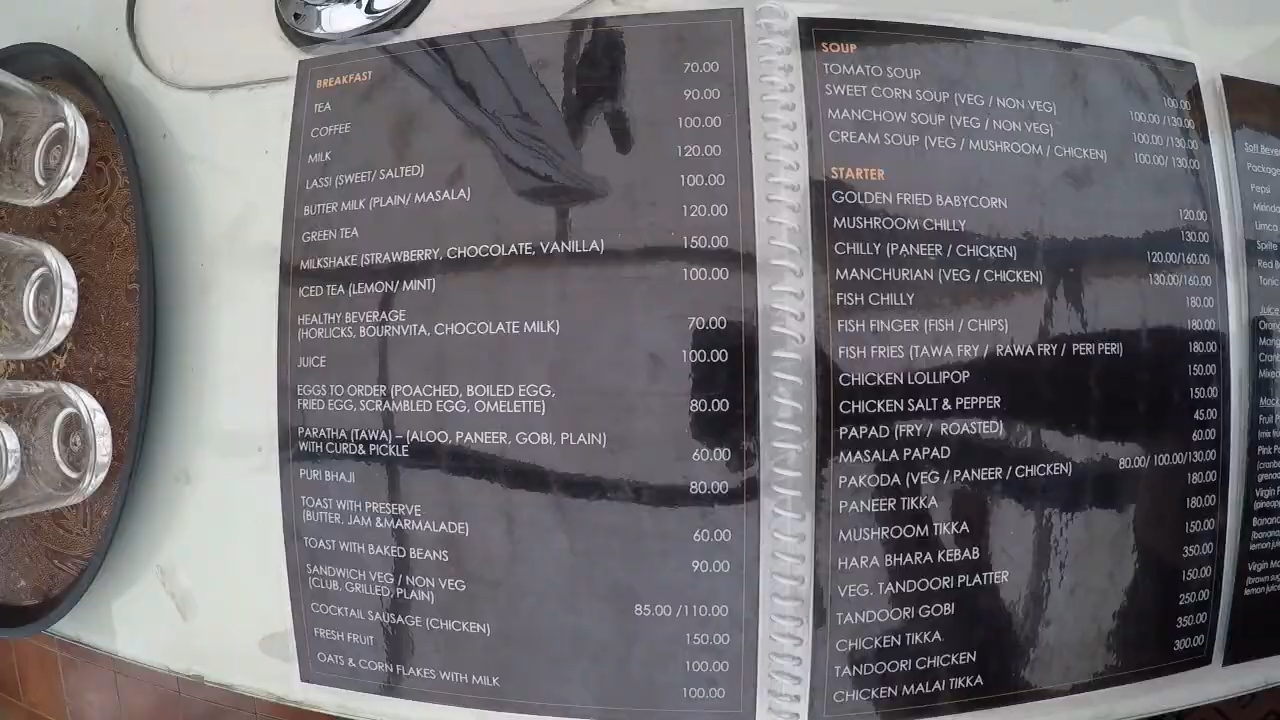 BREAKFAST
TEA 70.00
COFFEE 90.00
MILK 100.00
LASSI (SWEET/ SALTED) 120.00
BUTTER MILK (PLAIN/ MASALA) 100.00
GREEN TEA 120.00
MILKSHAKE (STRAWBERRY, CHOCOLATE, VANILLA) 150.00
ICED TEA (LEMON/ MINT) 100.00
HEALTHY BEVERAGE
(HORLICKS, BOURNVITA, CHOCOLATE MILK) 70.00
JUICE 100.00
EGGS TO ORDER (POACHED, BOILED EGG,
FRIED EGG, SCRAMBLED EGG, OMELETTE) 80.00
PARATHA (TAWA) – (ALOO, PANEER, GOBI, PLAIN)
WITH CURD& PICKLE 60.00
PURI BHAJI 80.00
TOAST WITH PRESERVE
(BUTTER, JAM &MARMALADE) 60.00
TOAST WITH BAKED BEANS 90.00
SANDWICH VEG / NON VEG
(CLUB, GRILLED, PLAIN) 85.00 /110.00
COCKTAIL SAUSAGE (CHICKEN) 150.00
FRESH FRUIT 100.00
OATS & CORN FLAKES WITH MILK 100.00
SOUP
TOMATO SOUP 100.00
SWEET CORN SOUP (VEG / NON VEG) 100.00 /130.00
MANCHOW SOUP (VEG / NON VEG) 100.00 /130.00
CREAM SOUP (VEG / MUSHROOM / CHICKEN) 100.00/ 130.00
STARTER
GOLDEN FRIED BABYCORN 120.00
MUSHROOM CHILLY 130.00
CHILLY (PANEER / CHICKEN) 120.00/160.00
MANCHURIAN (VEG / CHICKEN) 130.00/160.00
FISH CHILLY 180.00
FISH FINGER (FISH / CHIPS) 180.00
FISH FRIES (TAWA FRY / RAWA FRY / PERI PERI) 180.00
CHICKEN LOLLIPOP 150.00
CHICKEN SALT & PEPPER 150.00
PAPAD (FRY / ROASTED) 45.00
MASALA PAPAD 60.00
PAKODA (VEG / PANEER / CHICKEN) 80.00/ 100.00/130.00
PANEER TIKKA 180.00
MUSHROOM TIKKA 180.00
HARA BHARA KEBAB 150.00
VEG. TANDOORI PLATTER 350.00
TANDOORI GOBI 150.00
CHICKEN TIKKA 250.00
TANDOORI CHICKEN 350.00
CHICKEN MALAI TIKKA 300.00
Soft
Pepsi
Limca
Sprite
Red
Tonic
Juice
Fruit
Pink
Virgin
Virgin
(brown
lemon